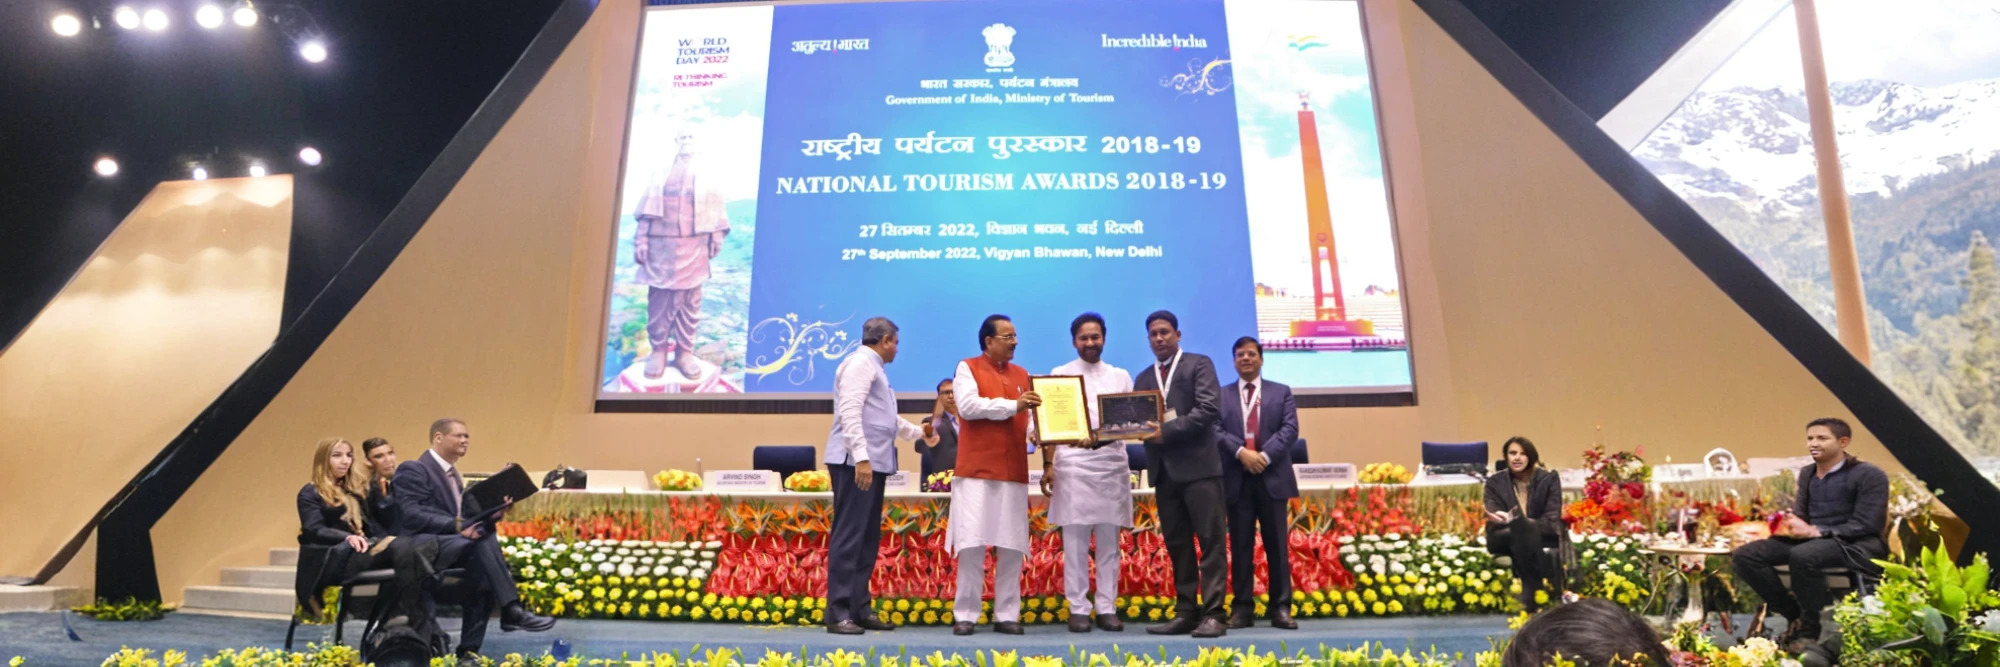 WORLD
TOURISM
DAY 2022
RETHINKING
TOURISM
अतुल्य!भारत
Incredible!ndia
भारत सरकार, पर्यटन मंत्रालय
Government of India, Ministry of Tourism
राष्ट्रीय पर्यटन पुरस्कार 2018-19
NATIONAL TOURISM AWARDS 2018-19
27 सितम्बर 2022, विज्ञान भवन, नई दिल्ली
27th September 2022, Vigyan Bhawan, New Delhi
ARVIND SINGH